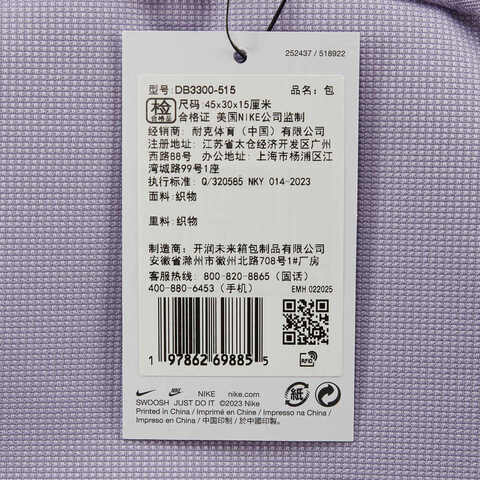 252437 / 518922
型号: DB3300-515 品名: 包
检 合格品 尺码: 45x30x15厘米
合格证 美国NIKE公司监制
经销商: 耐克体育（中国）有限公司
注册地址: 江苏省太仓经济开发区广州
西路88号 办公地址: 上海市杨浦区江
湾城路99号1座
执行标准: Q/320585 NKY 014-2023
面料: 织物
里料: 织物
制造商: 开润未来箱包制品有限公司
安徽省滁州市徽州北路708号1#厂房
客服热线: 800-820-8865（固话）
400-880-6453（手机）
EMH 022025
1 97862 69885 5
RFID
NIKE nike.com
SWOOSH JUST DO IT ©2023 Nike
Printed in China / Imprimé en Chine / Impresso na China /
Impreso en China / 中国印制 / 於中國印製。
紙